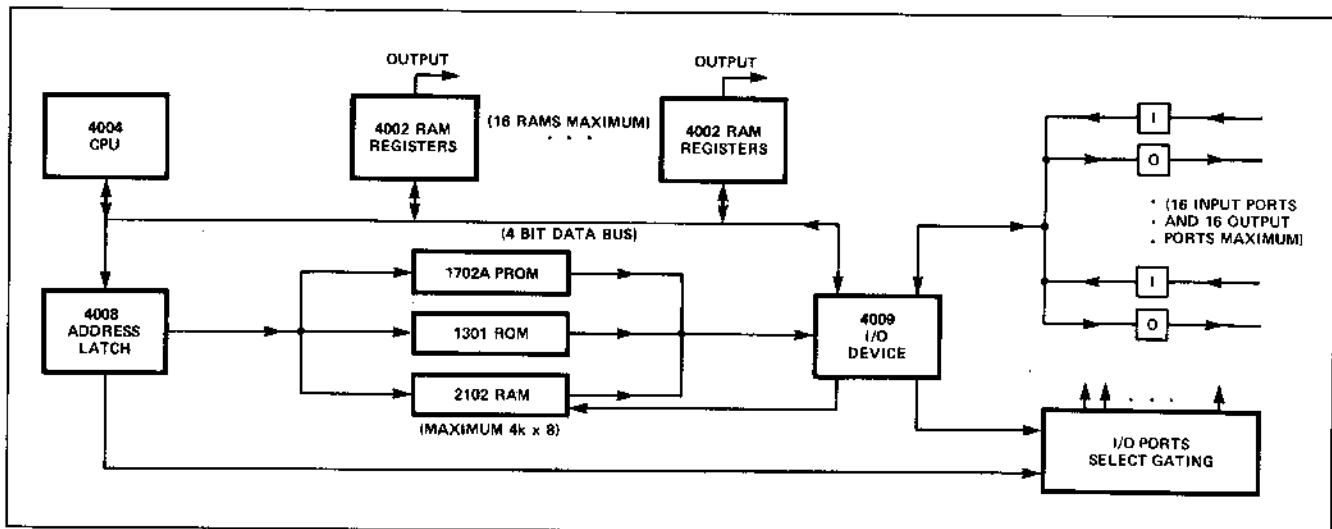 OUTPUT
OUTPUT
4004
CPU
4002 RAM
REGISTERS
(16 RAMS MAXIMUM)
. . .
4002 RAM
REGISTERS
I
O
(16 INPUT PORTS
AND 16 OUTPUT
PORTS MAXIMUM)
I
O
(4 BIT DATA BUS)
4008
ADDRESS
LATCH
1702A PROM
1301 ROM
2102 RAM
(MAXIMUM 4k x 8)
4009
I/O
DEVICE
. . .
I/O PORTS
SELECT GATING